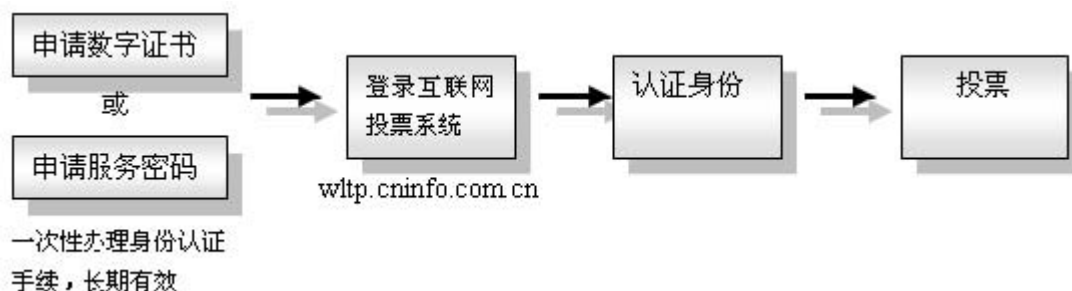 申请数字证书
或
申请服务密码
一次性办理身份认证
手续，长期有效
登录互联网
投票系统
wltp.cninfo.com.cn
认证身份
投票